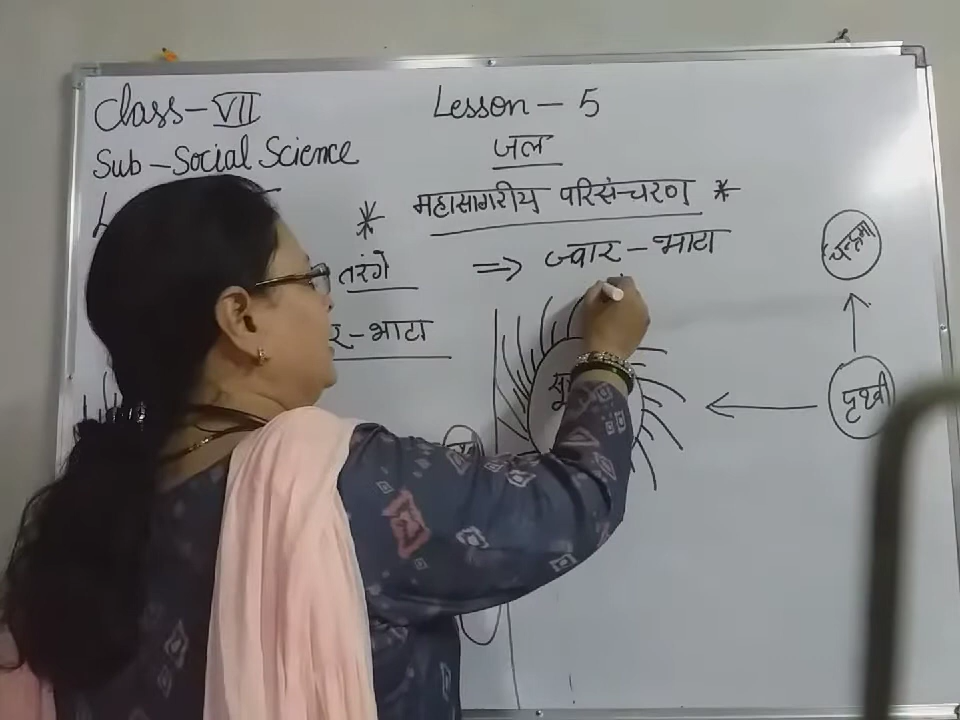 Class-VII
Lesson - 5
Sub - Social Science
जल
* महासागरीय परिसंचरण *
तरंगे
=> ज्वार - भाटा
चन्द्रमा
र - भाटा
पृथ्वी